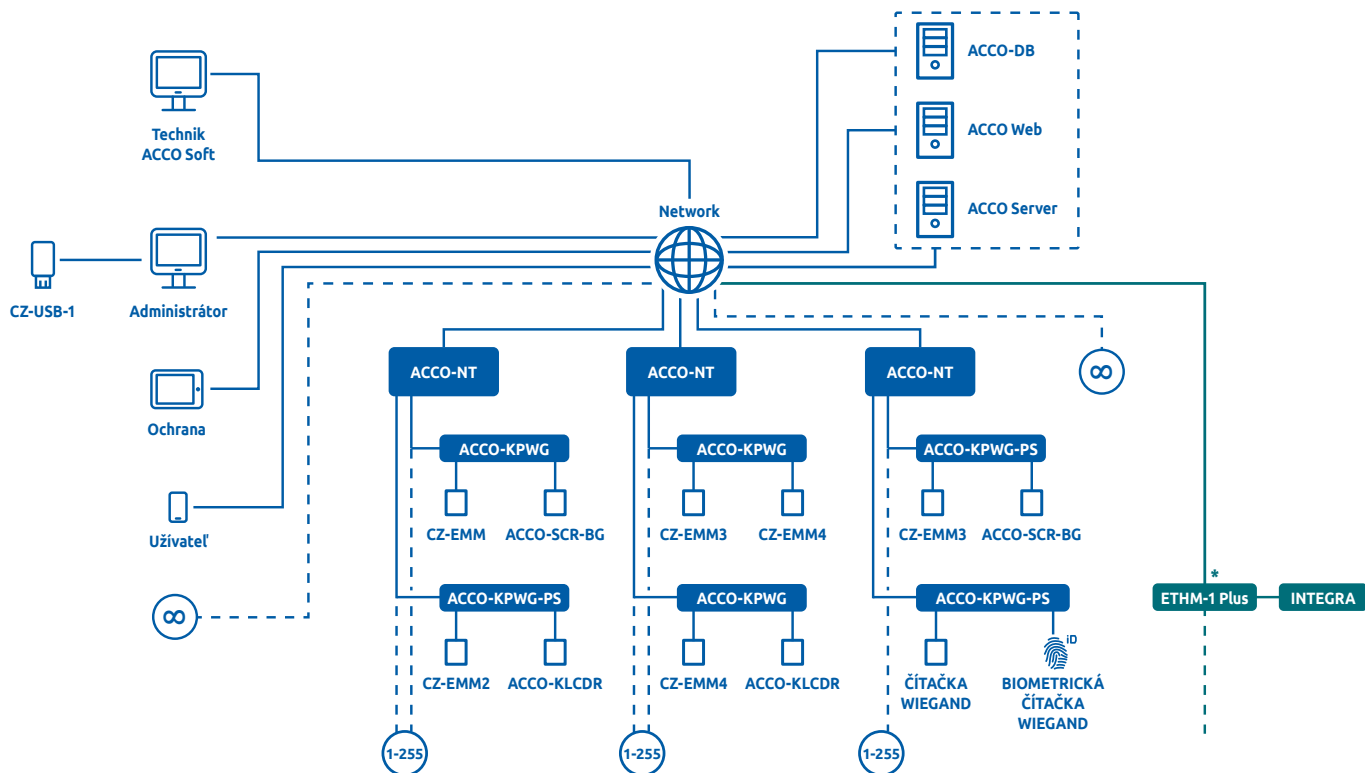 ACCO-DB
ACCO Web
ACCO Server
Technik
ACCO Soft
Network
CZ-USB-1
Administrátor
Ochrana
Užívateľ
∞
∞
ACCO-NT
ACCO-NT
ACCO-NT
ACCO-KPWG
ACCO-KPWG
ACCO-KPWG-PS
CZ-EMM
ACCO-SCR-BG
CZ-EMM3
CZ-EMM4
CZ-EMM3
ACCO-SCR-BG
ACCO-KPWG-PS
ACCO-KPWG
ACCO-KPWG-PS
*
ETHM-1 Plus
INTEGRA
CZ-EMM2
ACCO-KLCDR
CZ-EMM4
ACCO-KLCDR
ČÍTAČKA
WIEGAND
iD
BIOMETRICKÁ
ČÍTAČKA
WIEGAND
1-255
1-255
1-255